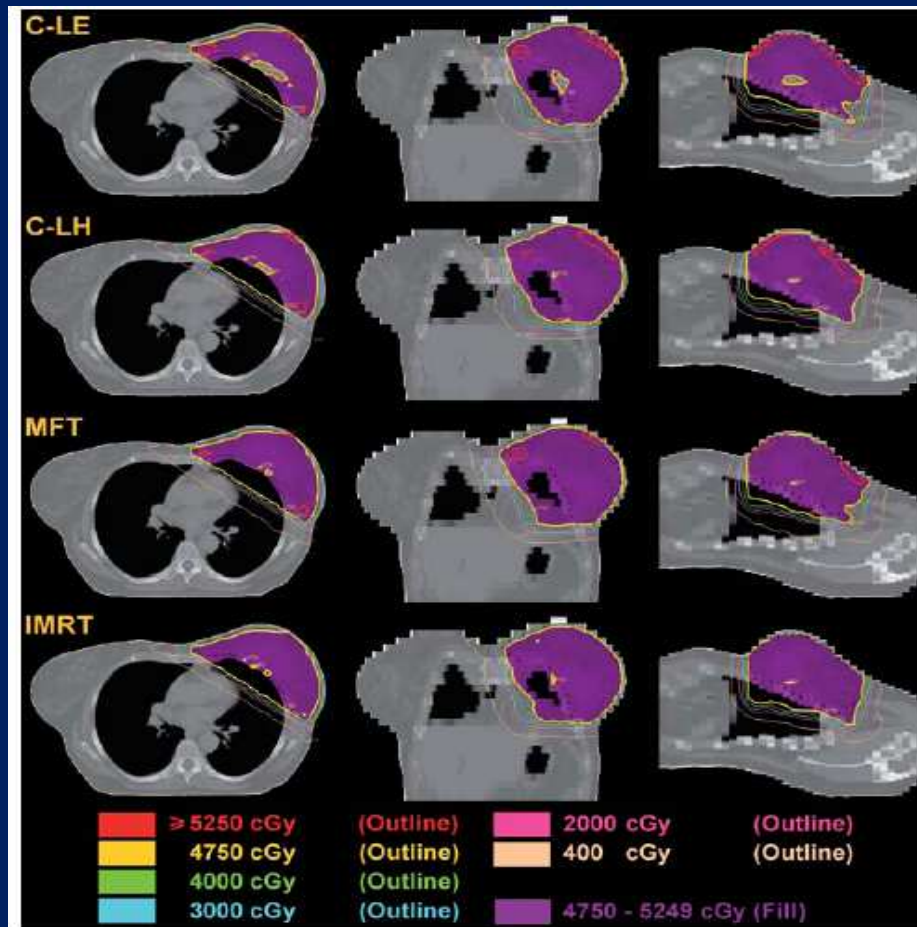 C-LE
C-LH
MFT
IMRT
⩾ 5250 cGy (Outline) 2000 cGy (Outline)
4750 cGy (Outline) 400 cGy (Outline)
4000 cGy (Outline)
3000 cGy (Outline) 4750 - 5249 cGy (Fill)